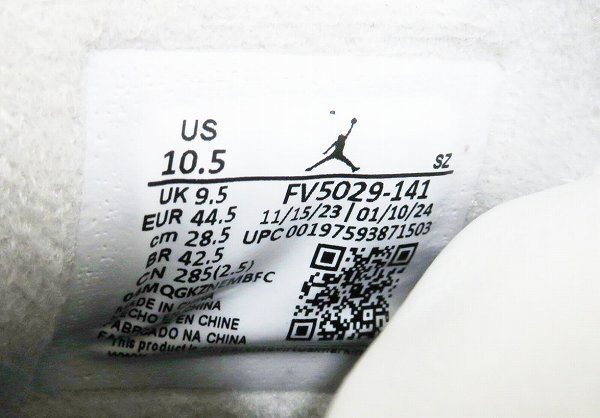 US
10.5
SZ
UK 9.5
EUR 44.5
cm 28.5
BR 42.5
CN 285(2.5)
FV5029-141
11/15/23 | 01/10/24
UPC 00197593871503
MADE IN CHINA
HECHO EN CHINE
FABRICADO NA CHINA
This product